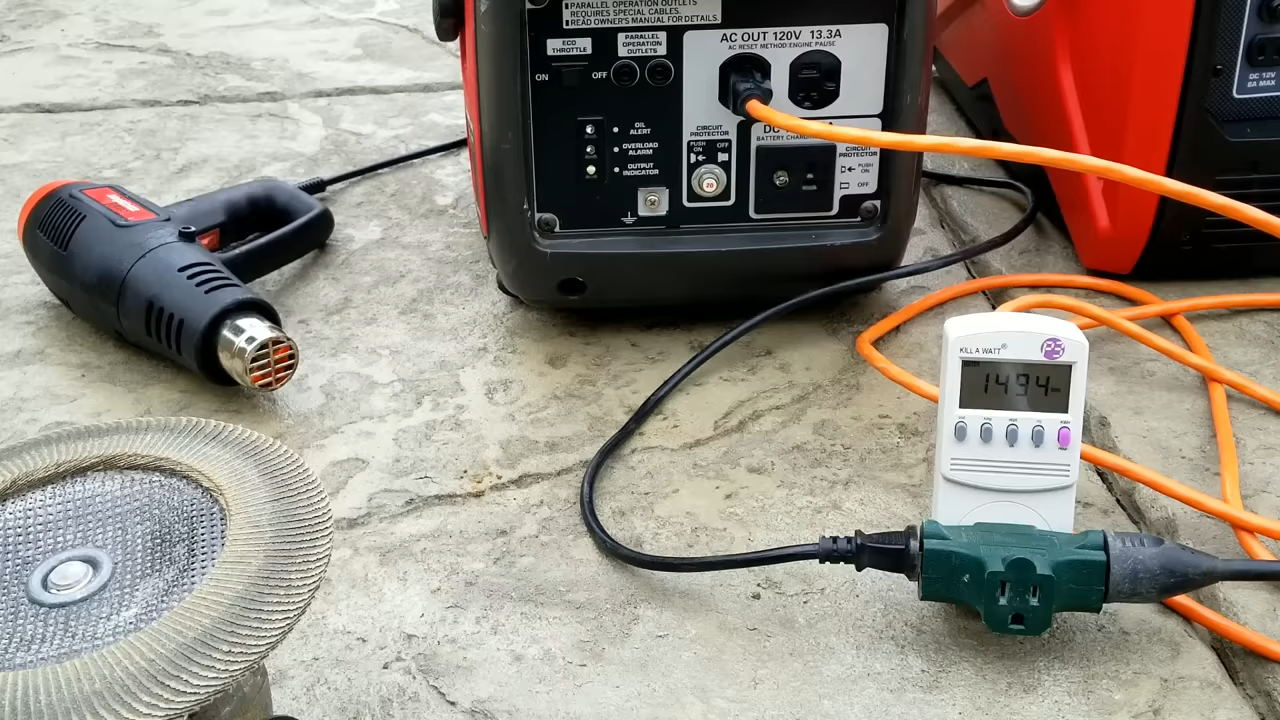 PARALLEL OPERATION OUTLETS
REQUIRES SPECIAL CABLES.
READ OWNER'S MANUAL FOR DETAILS.
ECO
THROTTLE
PARALLEL
OPERATION
OUTLETS
ON
OFF
AC OUT 120V 13.3A
AC RESET METHOD:ENGINE PAUSE
OIL
ALERT
OVERLOAD
ALARM
OUTPUT
INDICATOR
CIRCUIT
PROTECTOR
PUSH
ON
OFF
20
DC
BATTERY
CIRCUIT
PROTECTOR
PUSH
ON
OFF
DC 12V
8A MAX
KILL A WATT®
P3
1494